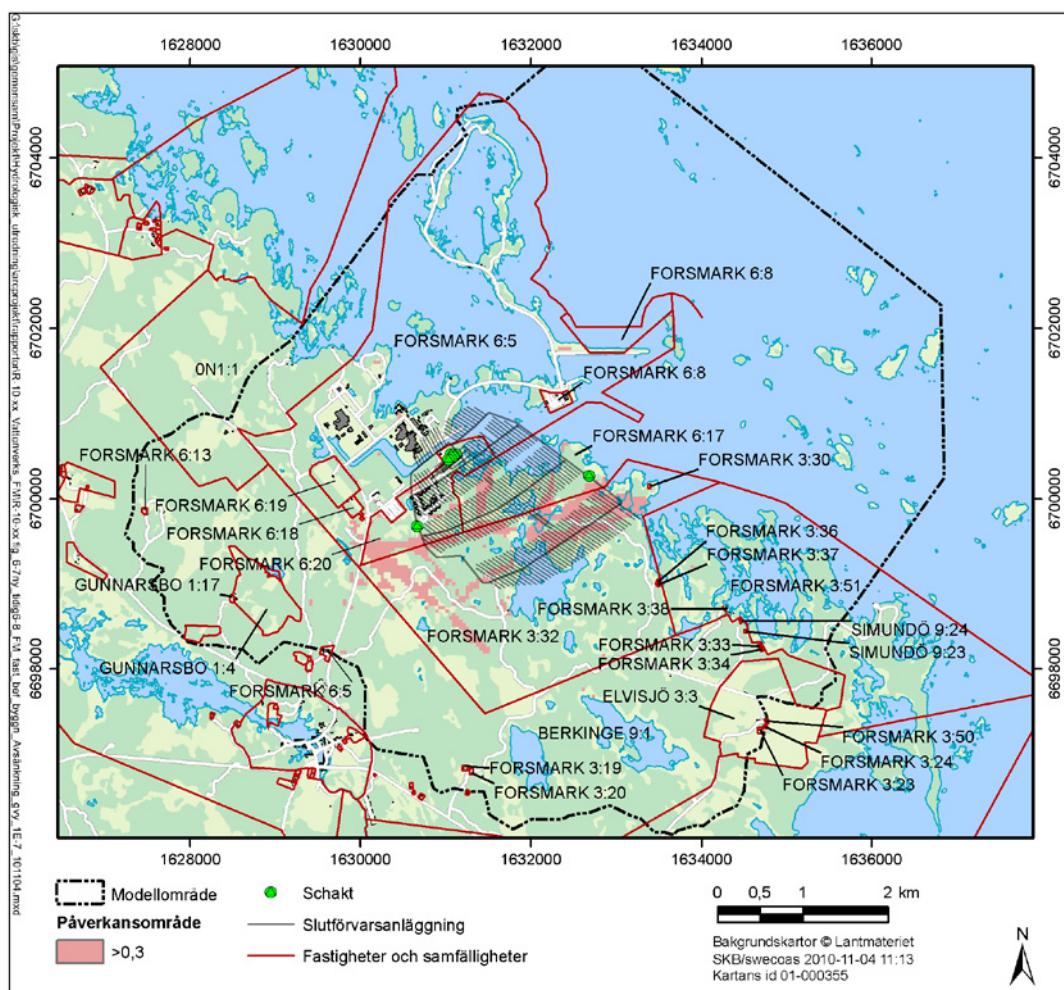 1628000 1630000 1632000 1634000 1636000
6704000 6704000
FORSMARK 6:8
6702000 6702000
FORSMARK 6:5
0N1:1
FORSMARK 6:8
FORSMARK 6:17
FORSMARK 6:13
FORSMARK 3:30
6700000 6700000
FORSMARK 6:19
FORSMARK 6:18
FORSMARK 3:36
FORSMARK 3:37
FORSMARK 6:20
GUNNARSBO 1:17
FORSMARK 3:51
FORSMARK 3:38
SIMUNDÖ 9:24
FORSMARK 3:32
FORSMARK 3:33
SIMUNDÖ 9:23
FORSMARK 3:34
GUNNARSBO 1:4
6698000 6698000
FORSMARK 6:5
ELVISJÖ 3:3
BERKINGE 9:1
FORSMARK 3:50
FORSMARK 3:19
FORSMARK 3:24
FORSMARK 3:20
FORSMARK 3:23
1628000 1630000 1632000 1634000 1636000
Modellområde
Påverkansområde
>0,3
Schakt
Slutförvarsanläggning
Fastigheter och samfälligheter
0 0,5 1 2 km
Bakgrundskartor © Lantmäteriet
SKB/swecoas 2010-11-04 11:13
Kartans id 01-000355
N